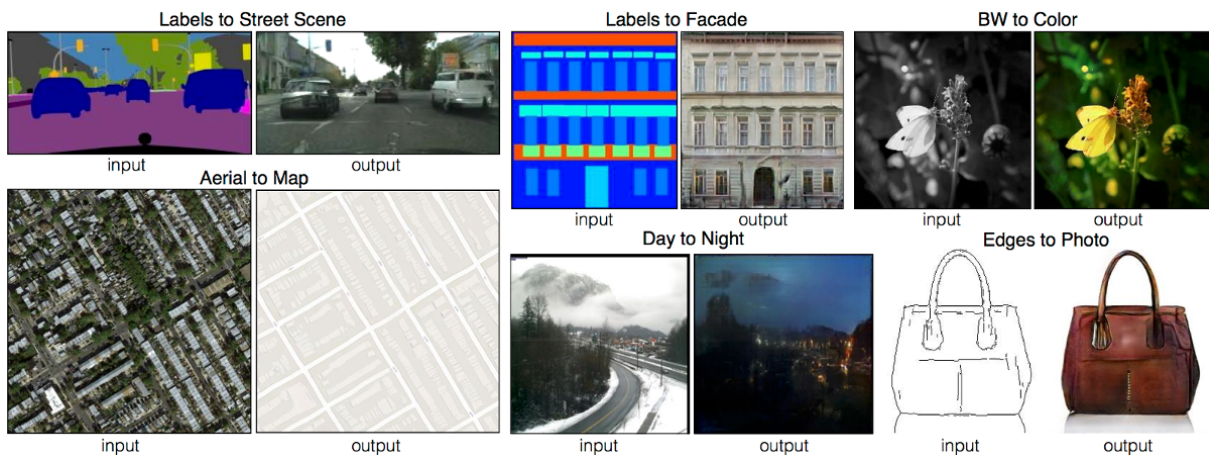 Labels to Street Scene
input
output
Aerial to Map
input
output
Labels to Facade
input
output
BW to Color
input
output
Day to Night
input
output
Edges to Photo
input
output